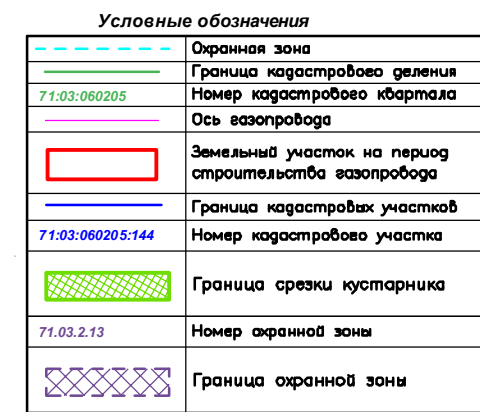 Условные обозначения
Охранная зона
Граница кадастрового деления
71:03:060205 Номер кадастрового квартала
Ось газопровода
Земельный участок на период
строительства газопровода
Граница кадастровых участков
71:03:060205:144 Номер кадастрового участка
Граница срезки кустарника
71.03.2.13 Номер охранной зоны
Граница охранной зоны